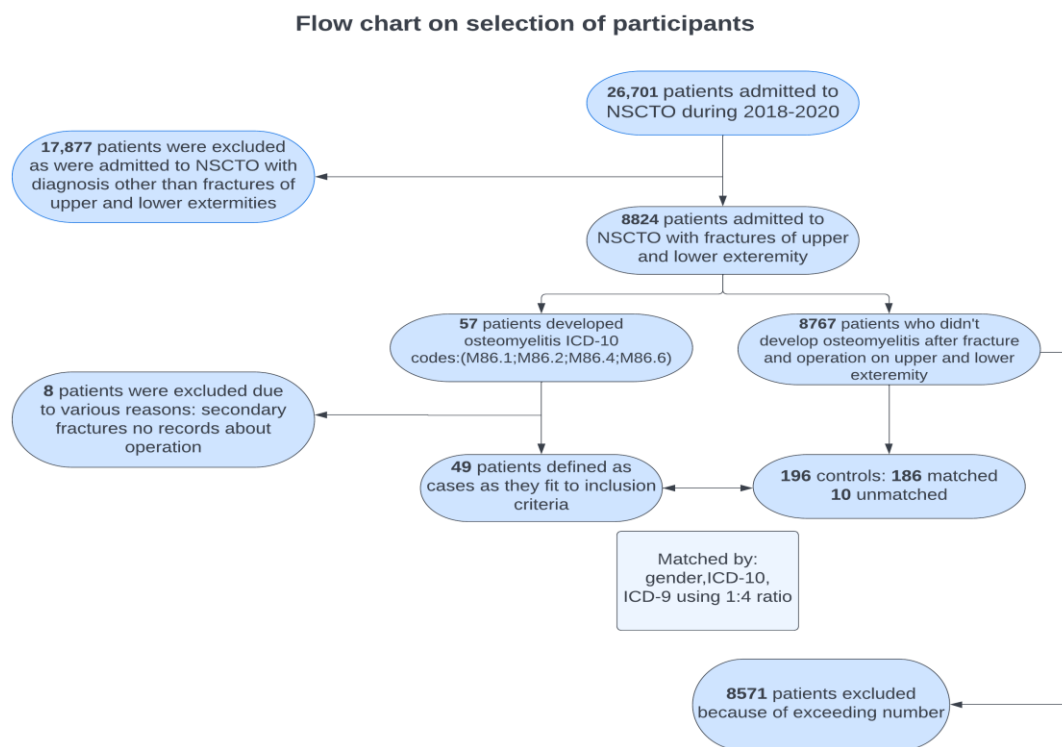 Flow chart on selection of participants
26,701 patients admitted to
NSCTO during 2018-2020
17,877 patients were excluded
as were admitted to NSCTO with
diagnosis other than fractures of
upper and lower extermities
8824 patients admitted to
NSCTO with fractures of upper
and lower exteremity
57 patients developed
osteomyelitis ICD-10
codes:(M86.1;M86.2;M86.4;M86.6)
8767 patients who didn't
develop osteomyelitis after fracture
and operation on upper and lower
exteremity
8 patients were excluded due
to various reasons: secondary
fractures no records about
operation
49 patients defined as
cases as they fit to inclusion
criteria
196 controls: 186 matched
10 unmatched
Matched by:
gender,ICD-10,
ICD-9 using 1:4 ratio
8571 patients excluded
because of exceeding number